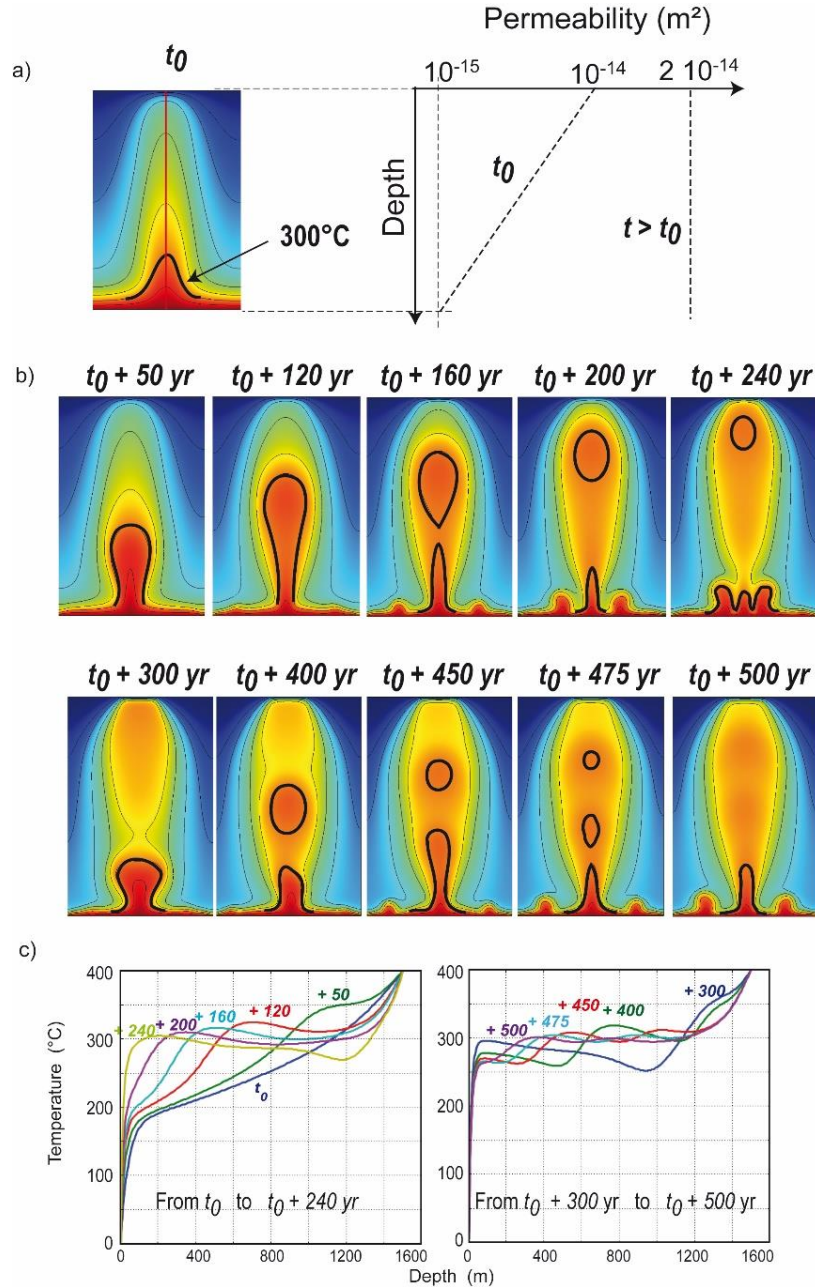 Permeability (m²)
a)
t0
10-15
10-14
2 10-14
Depth
t0
t > t0
300°C
b)
t0 + 50 yr
t0 + 120 yr
t0 + 160 yr
t0 + 200 yr
t0 + 240 yr
t0 + 300 yr
t0 + 400 yr
t0 + 450 yr
t0 + 475 yr
t0 + 500 yr
c)
Temperature (°C)
400
300
200
100
0
+ 240
+ 200
+ 160
+ 120
+ 50
to
From t0 to t0 + 240 yr
0
400
800
1200
1600
400
300
200
100
0
+ 500
+ 475
+ 450
+ 400
+ 300
From t0 + 300 yr to t0 + 500 yr
0
400
800
1200
1600
Depth (m)